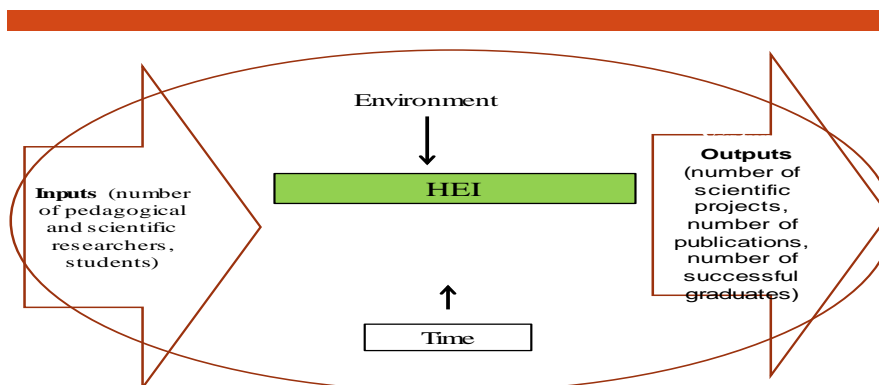 Environment
HEI
Inputs (number
of pedagogical
and scientific
researchers,
students)
Time
Outputs
(number of
scientific
projects,
number of
publications,
number of
successful
graduates)